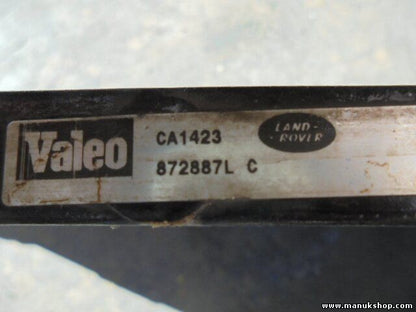 Valeo
CA1423
872887L C
LAND-
-ROVER
www.manukshop.com